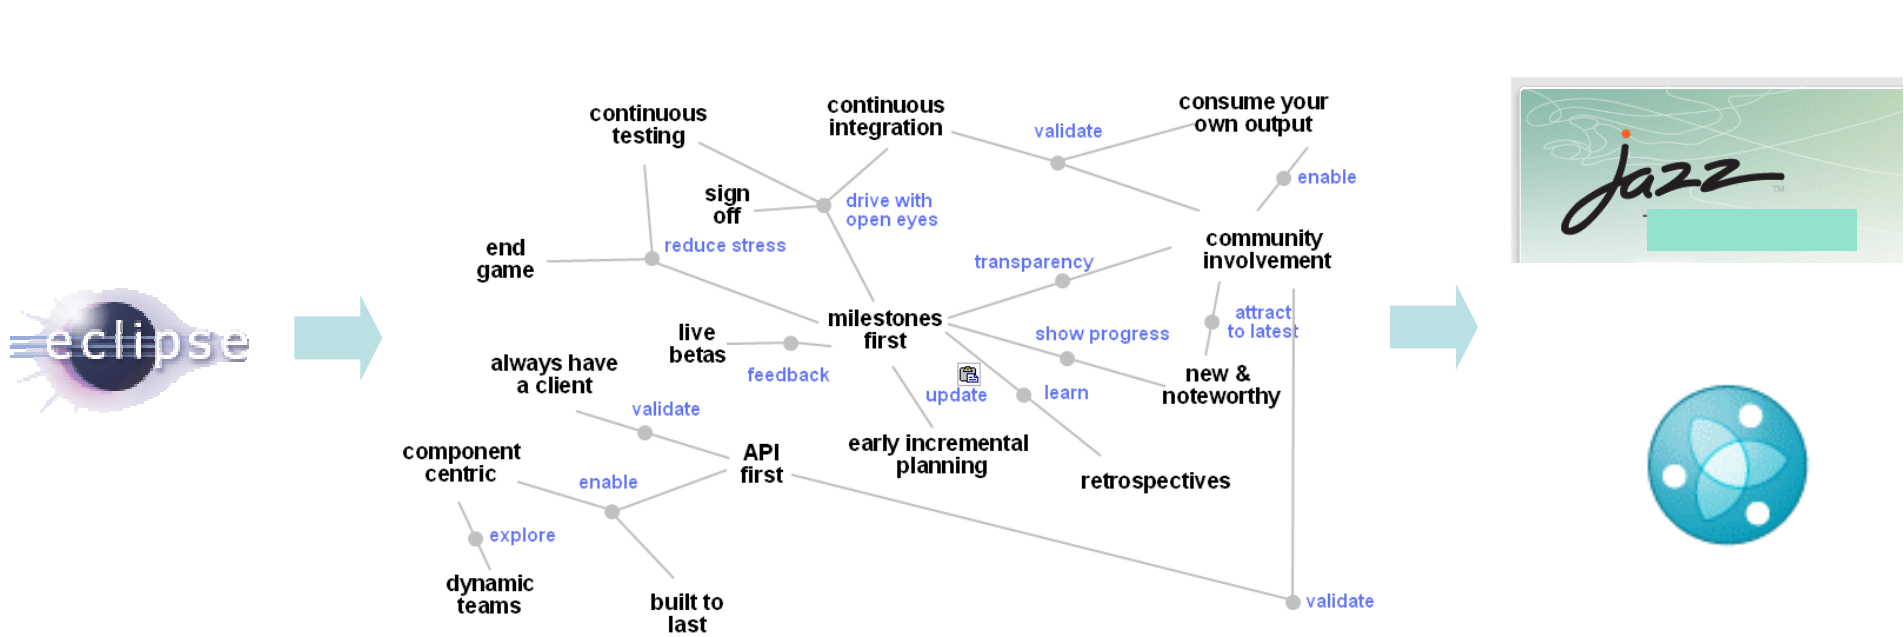 continuous
testing
continuous
integration
consume your
own output
validate
enable
sign
off
drive with
open eyes
reduce stress
end
game
community
involvement
transparency
eclipse
milestones
first
live
betas
feedback
show progress
attract
to latest
always have
a client
new &
noteworthy
update
learn
validate
component
centric
API
first
early incremental
planning
retrospectives
enable
explore
dynamic
teams
built to
last
validate
jazz
TM